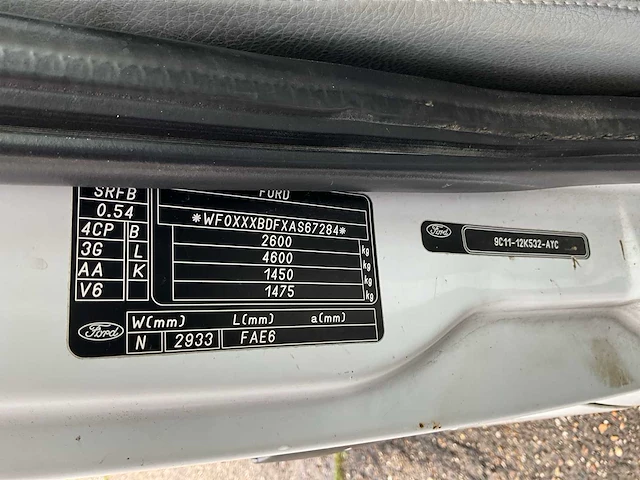 SRFB FORD
0.54 *WF0XXXBDFXAS67284*
4CP B 2600 kg
3G L 4600 kg
AA K 1450 kg
V6 1475 kg
Ford W(mm) L(mm) a(mm)
N 2933 FAE6
Ford 9C11-12K532-AYC